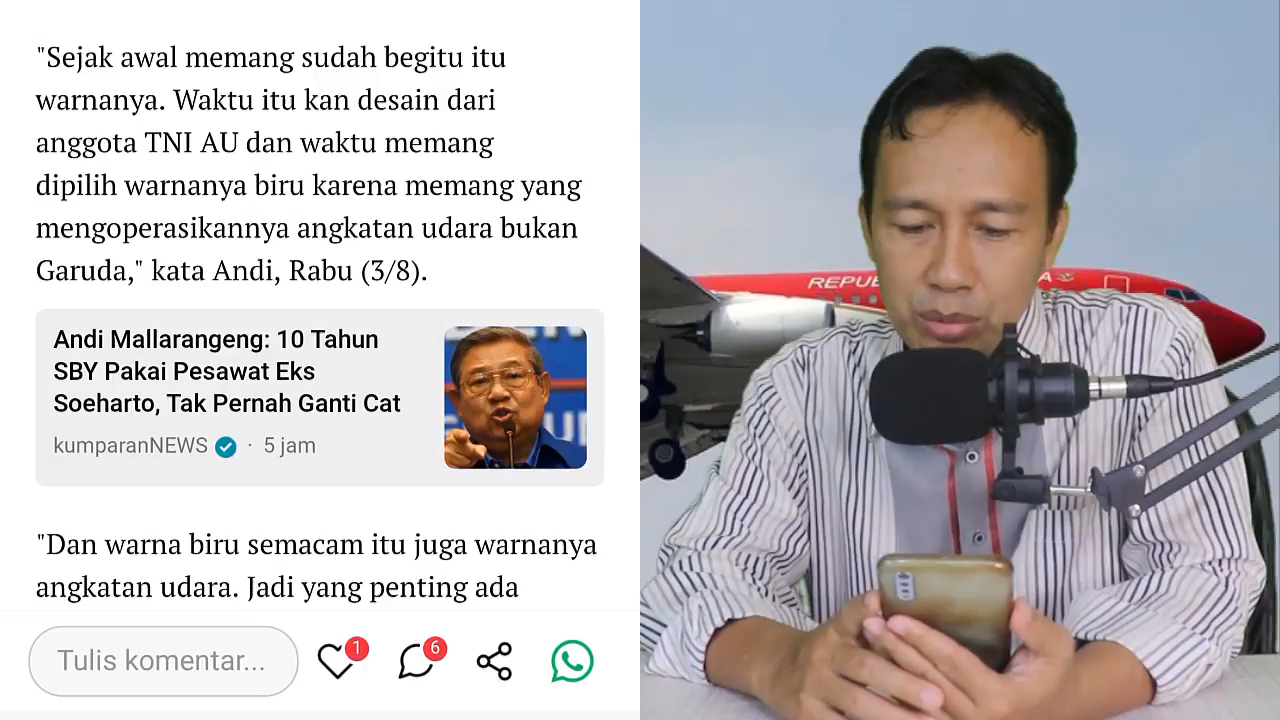 "Sejak awal memang sudah begitu itu
warnanya. Waktu itu kan desain dari
anggota TNI AU dan waktu memang
dipilih warnanya biru karena memang yang
mengoperasikannya angkatan udara bukan
Garuda," kata Andi, Rabu (3/8).
Andi Mallarangeng: 10 Tahun
SBY Pakai Pesawat Eks
Soeharto, Tak Pernah Ganti Cat
kumparanNEWS · 5 jam
"Dan warna biru semacam itu juga warnanya
angkatan udara. Jadi yang penting ada
Tulis komentar...
1
6